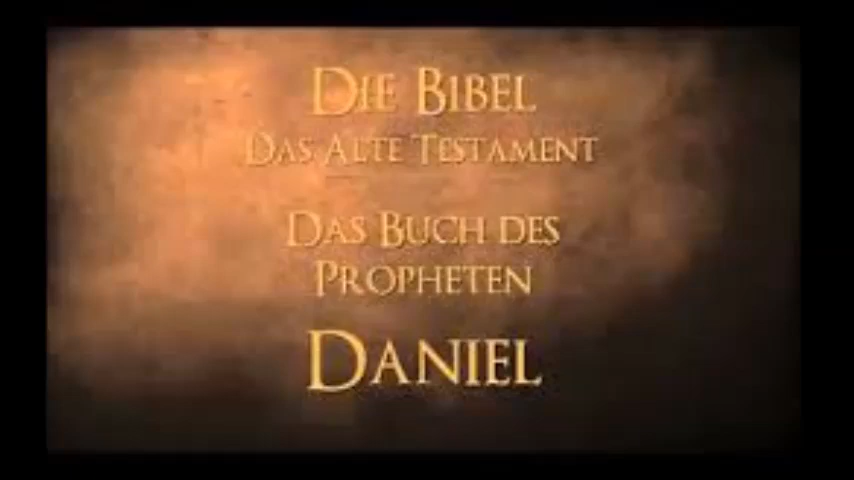 Die Bibel
Das Alte Testament
Das Buch des
Propheten
Daniel